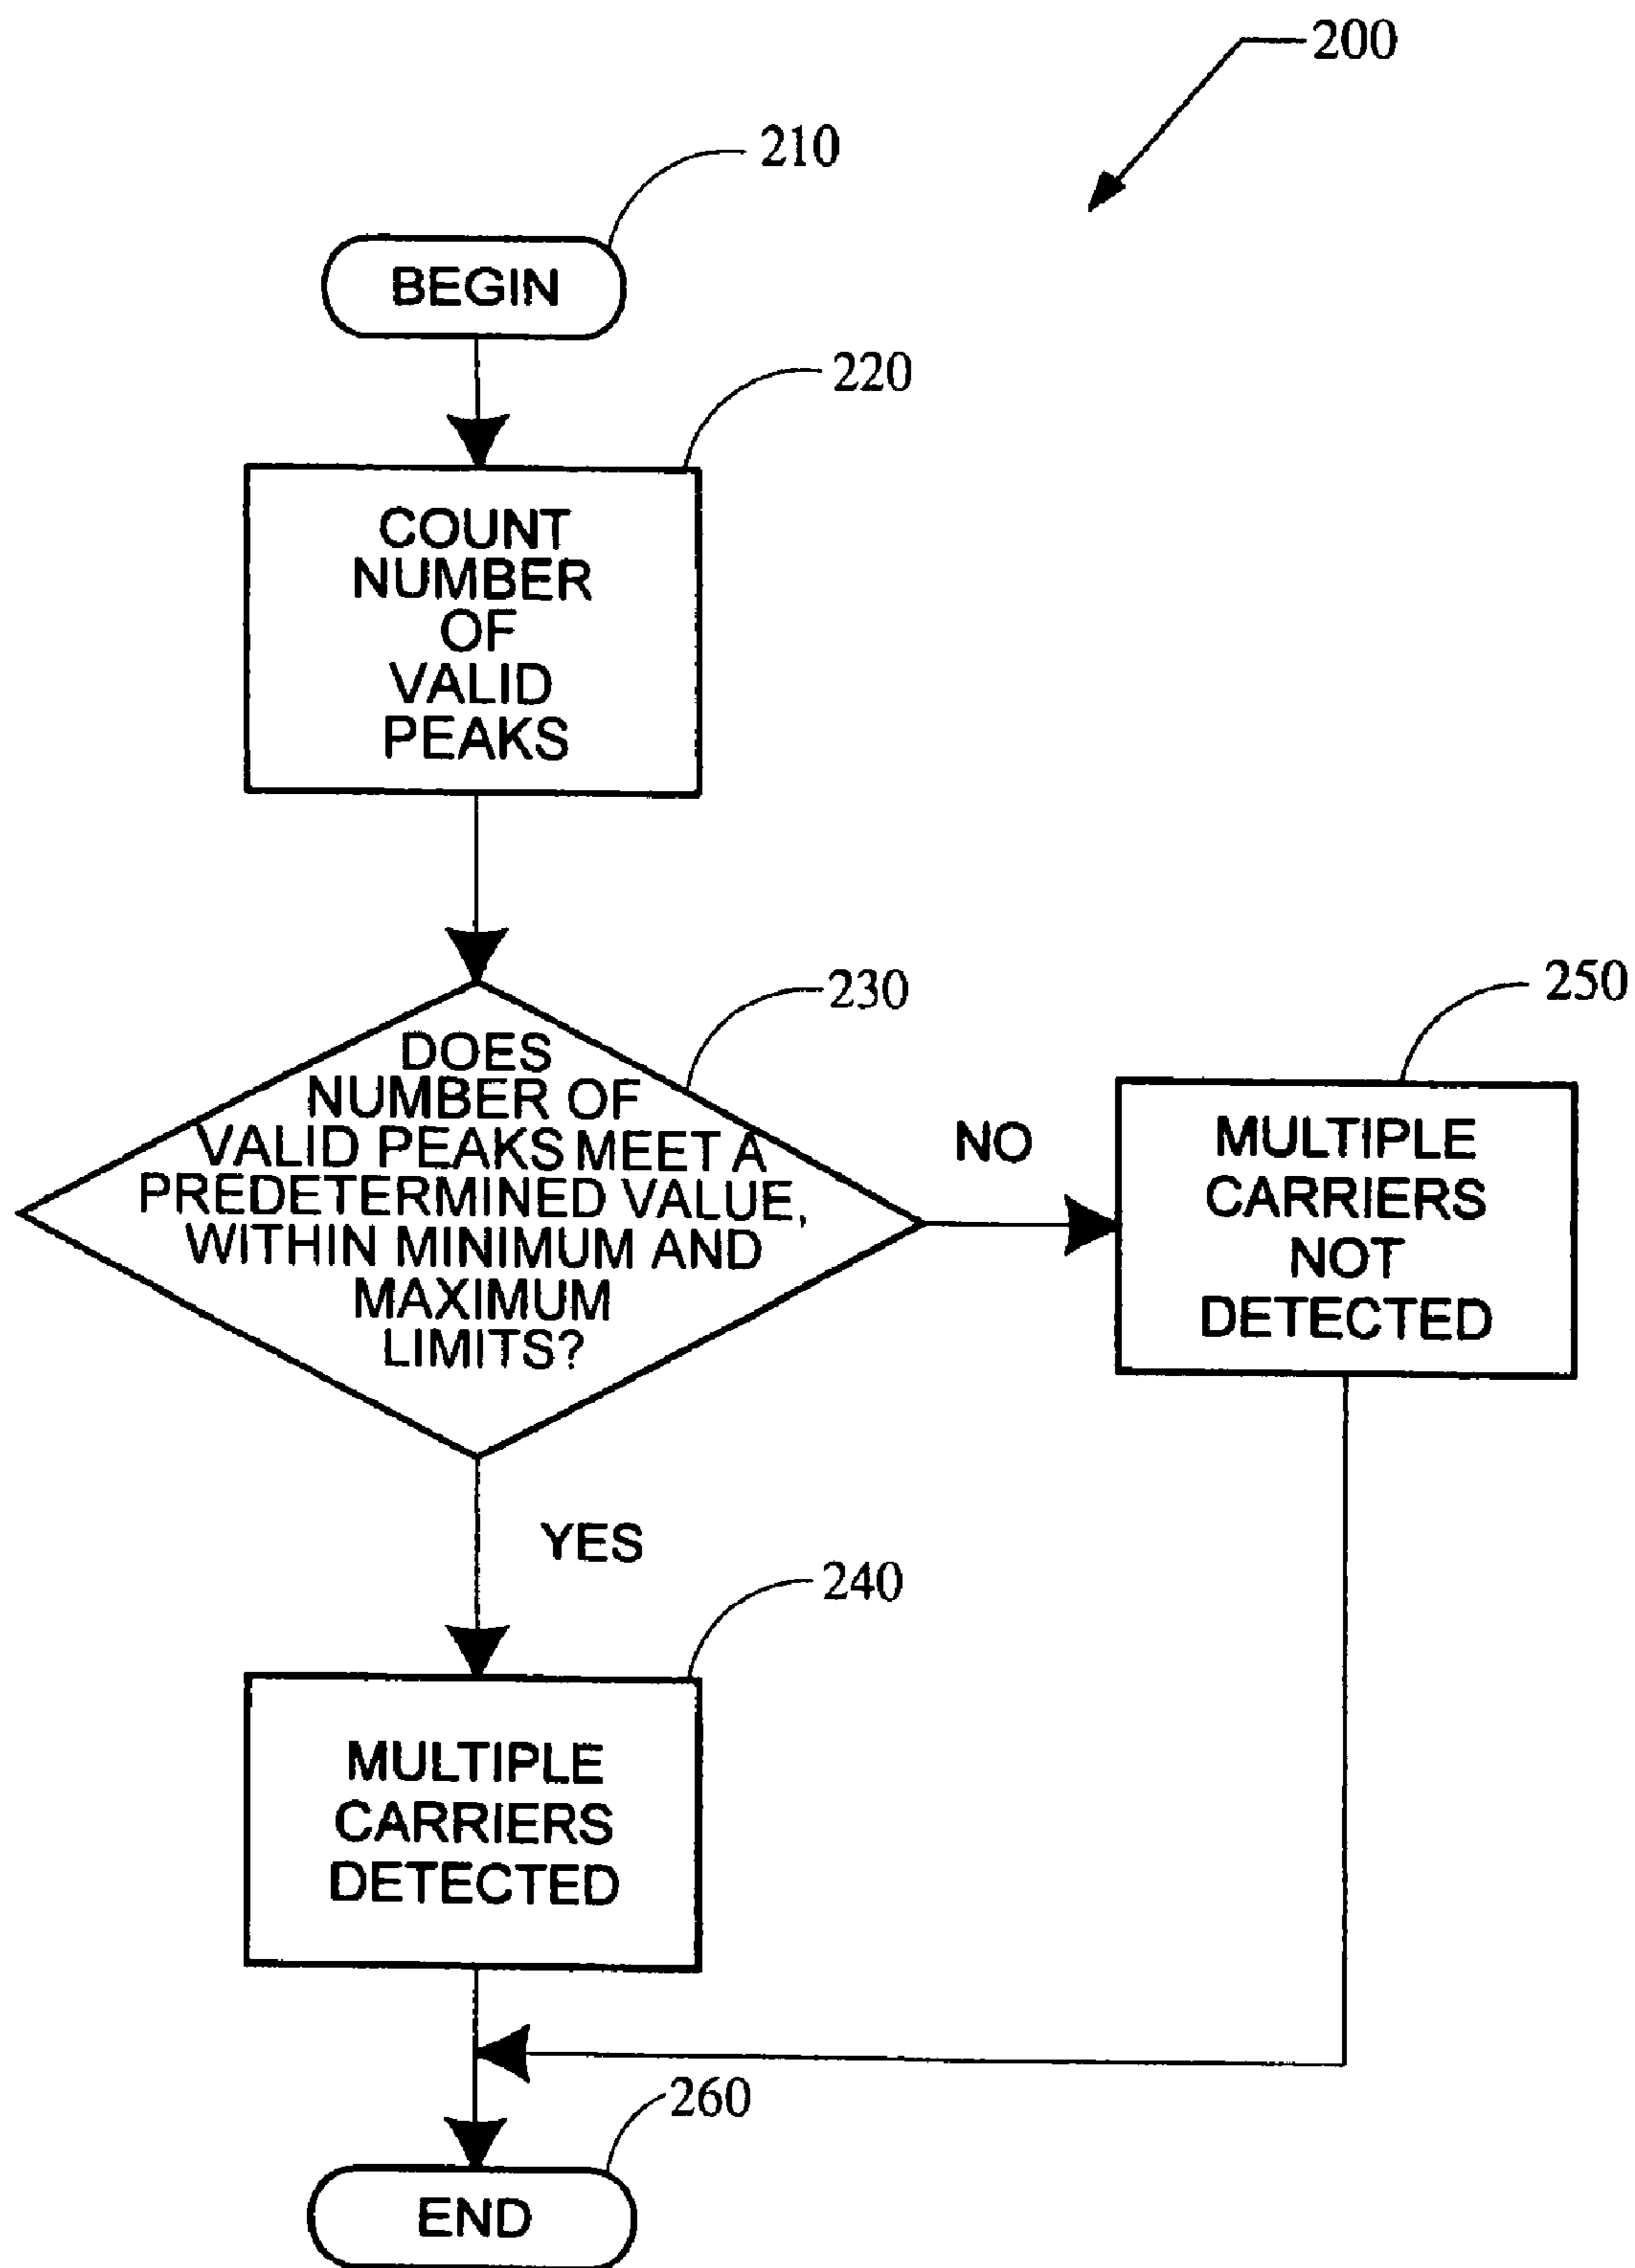 200
210
BEGIN
220
COUNT
NUMBER
OF
VALID
PEAKS
230
DOES
NUMBER OF
VALID PEAKS MEET A
PREDETERMINED VALUE,
WITHIN MINIMUM AND
MAXIMUM
LIMITS?
NO
250
MULTIPLE
CARRIERS
NOT
DETECTED
YES
240
MULTIPLE
CARRIERS
DETECTED
260
END